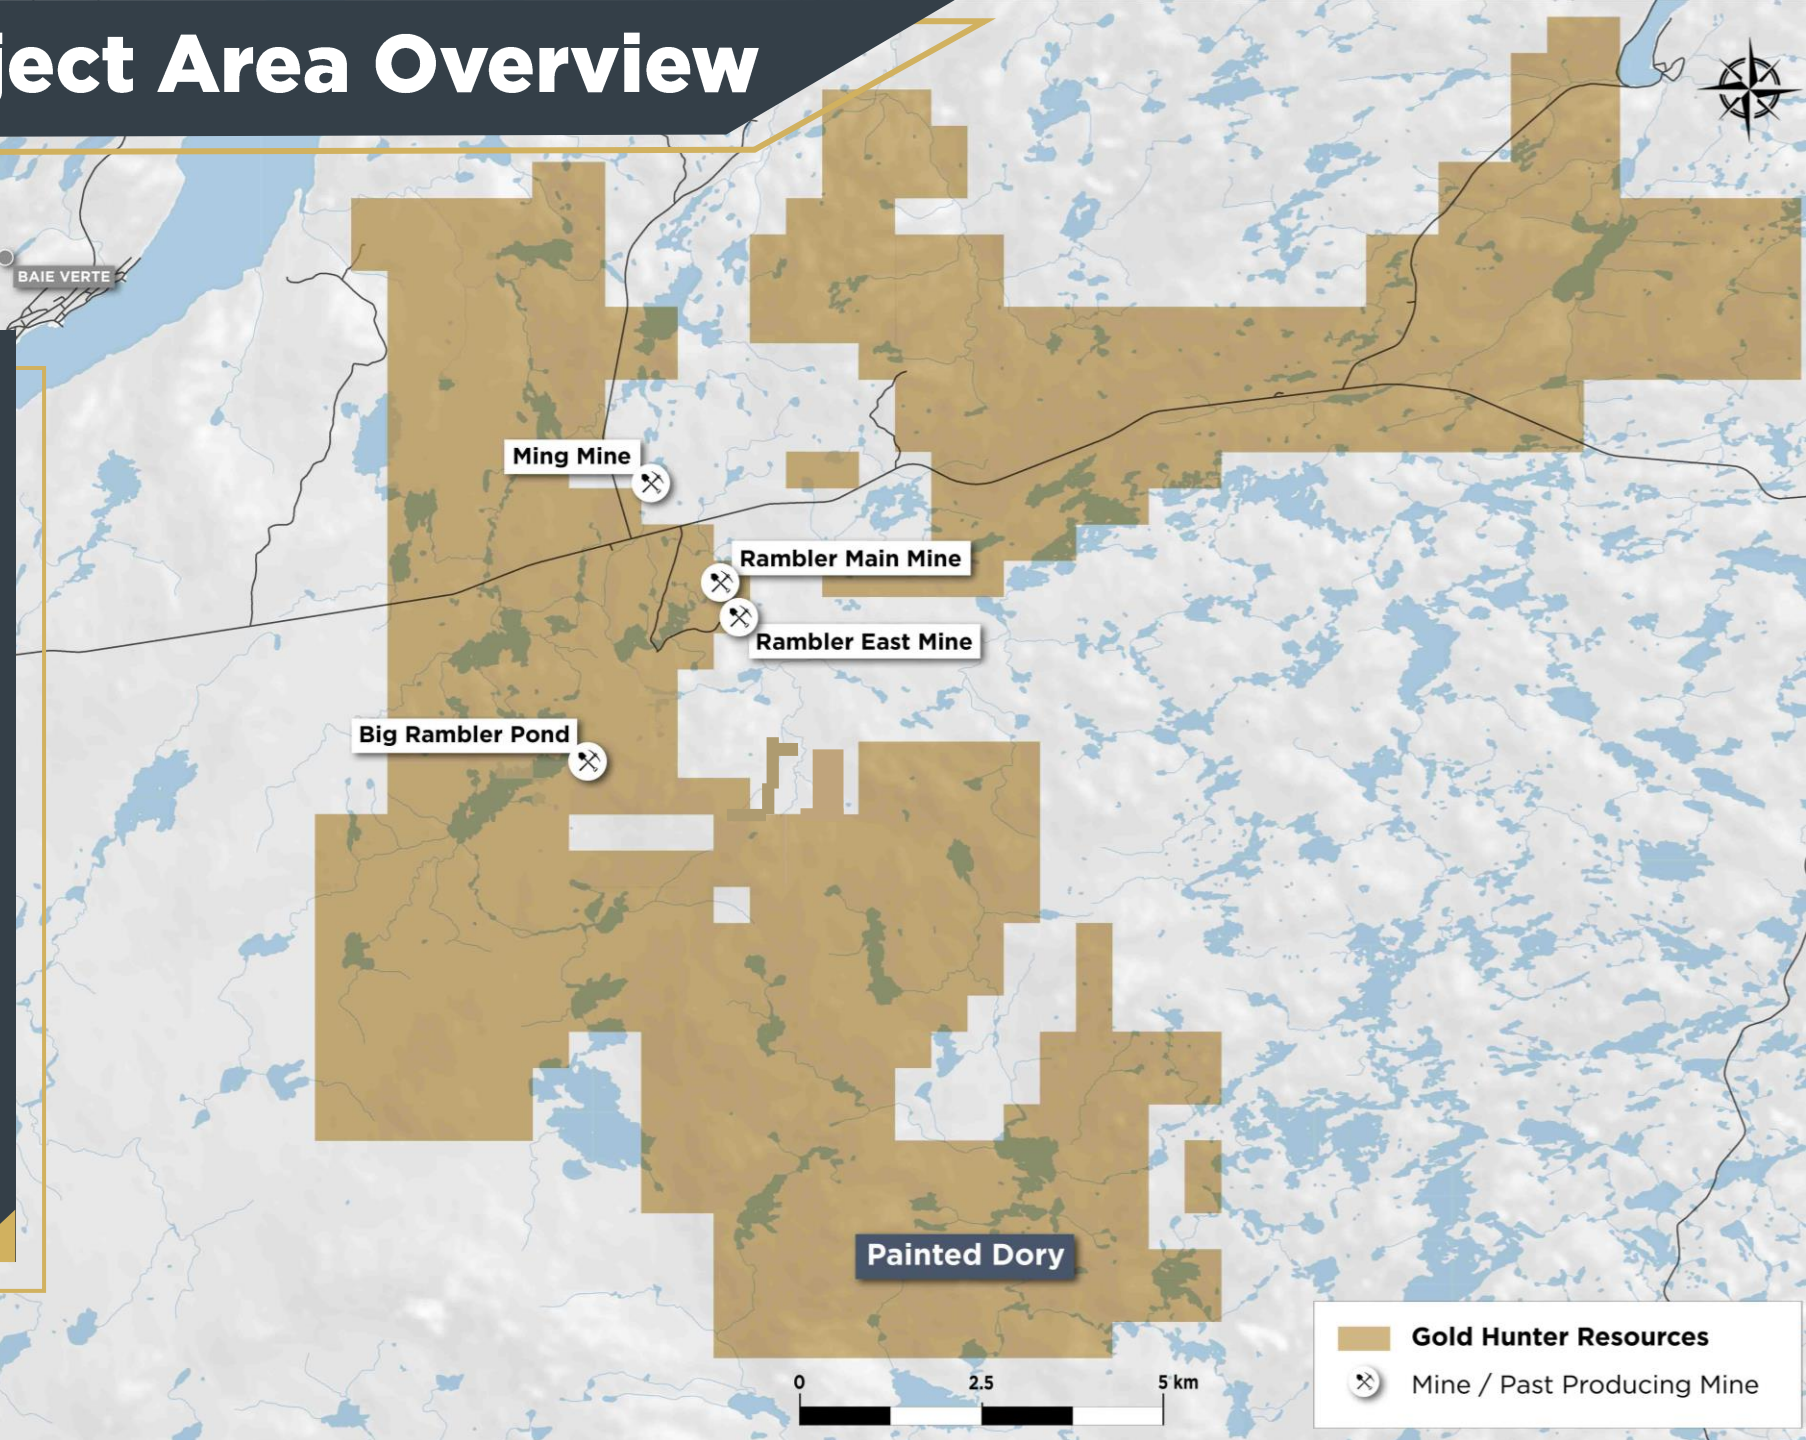 ject Area Overview
BAIE VERTE
Ming Mine
Rambler Main Mine
Rambler East Mine
Big Rambler Pond
Painted Dory
0 2.5 5 km
Gold Hunter Resources
Mine / Past Producing Mine